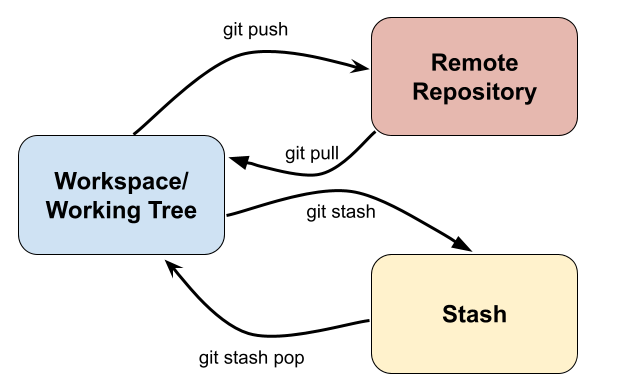 git push
Remote
Repository
git pull
Workspace/
Working Tree
git stash
Stash
git stash pop